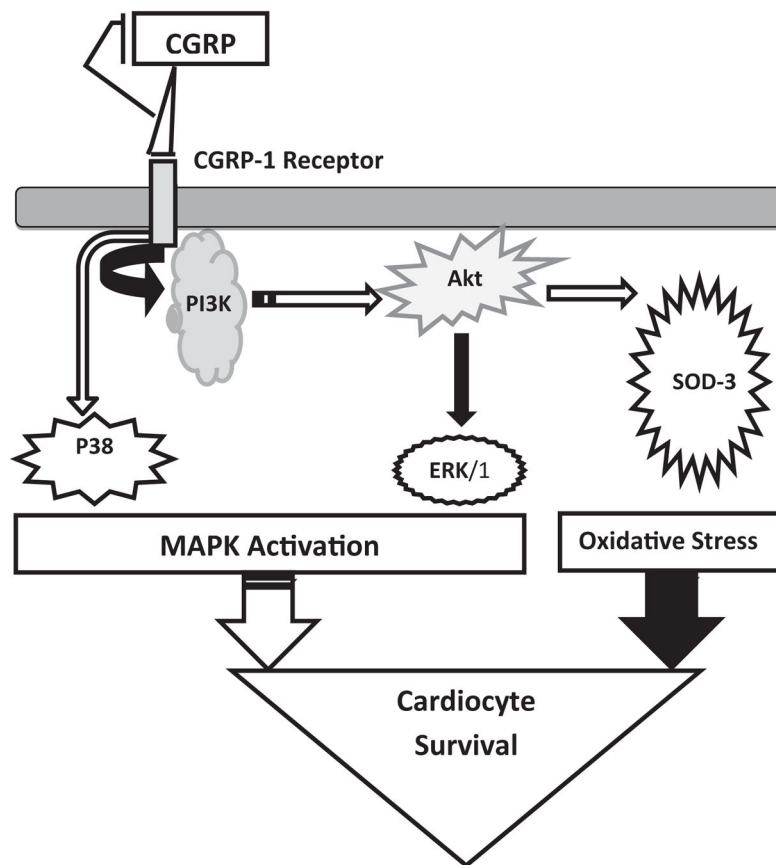 CGRP
CGRP-1 Receptor
PI3K
Akt
SOD-3
P38
ERK/1
MAPK Activation
Oxidative Stress
Cardiocyte
Survival